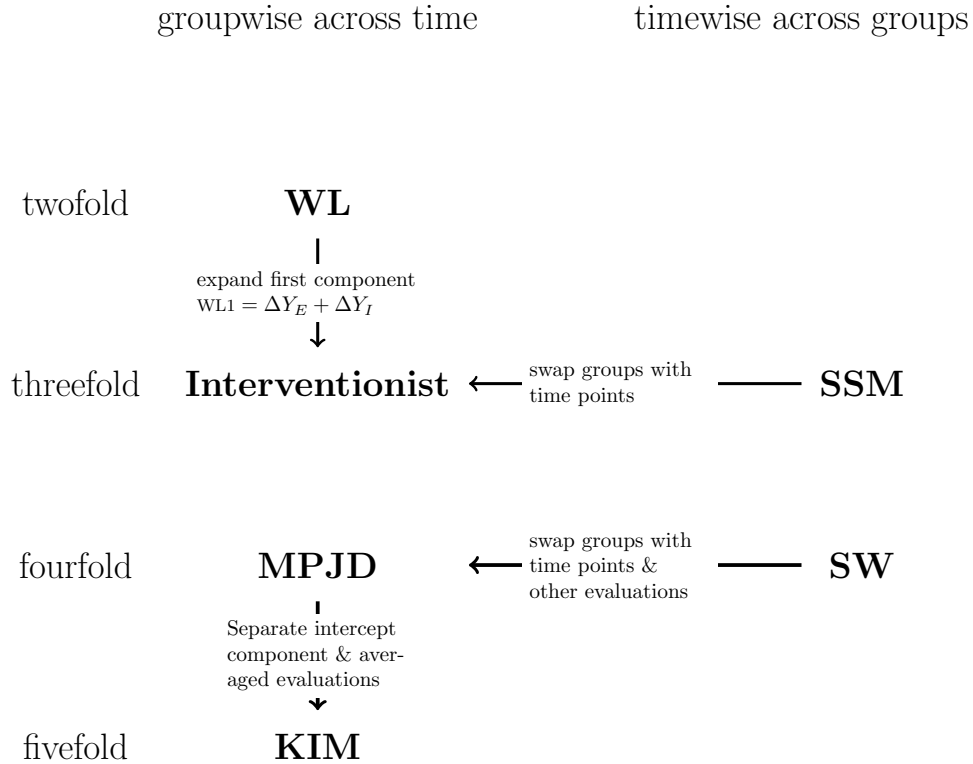 groupwise across time timewise across groups
twofold WL
expand first component
WL1 = ΔY_E + ΔY_I
threefold Interventionist swap groups with
time points SSM
fourfold MPJD swap groups with
time points &
other evaluations SW
Separate intercept
component & aver-
aged evaluations
fivefold KIM